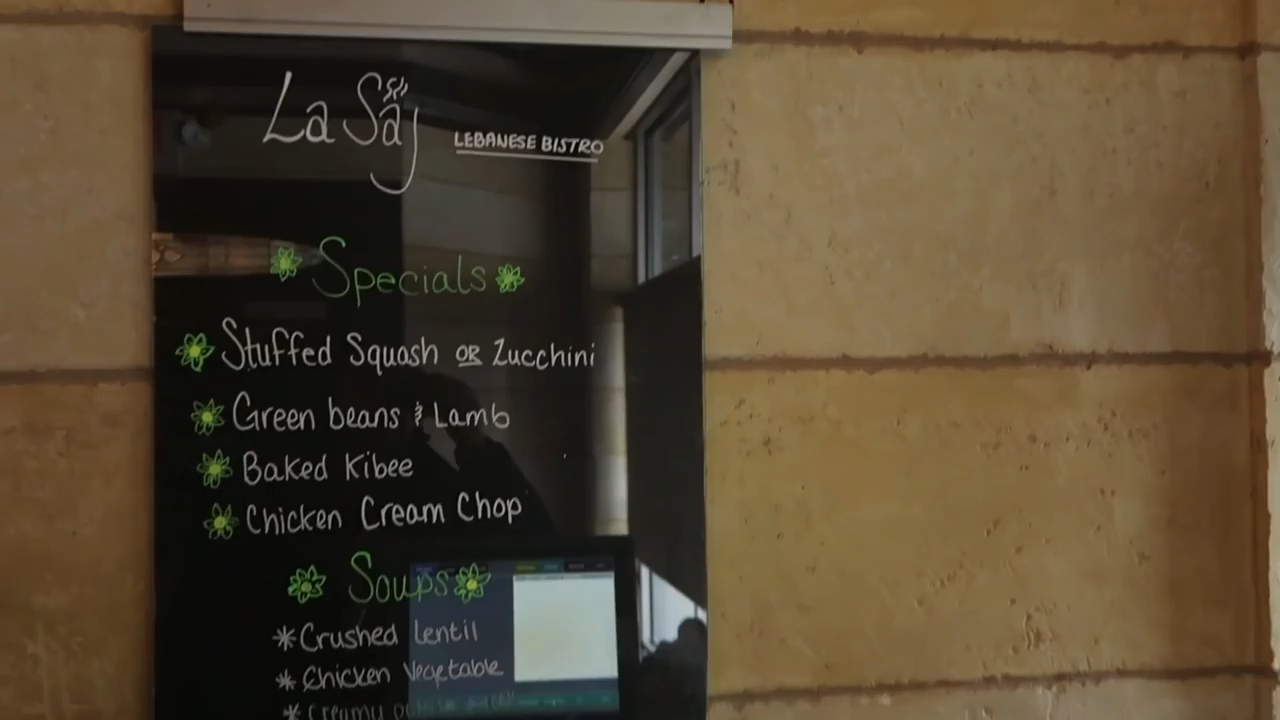 La Saj
LEBANESE BISTRO
Specials
Stuffed Squash OR Zucchini
Green beans & Lamb
Baked Kibee
Chicken Cream Chop
Soups
* Crushed lentil
* Chicken Vegetable
* Creamy